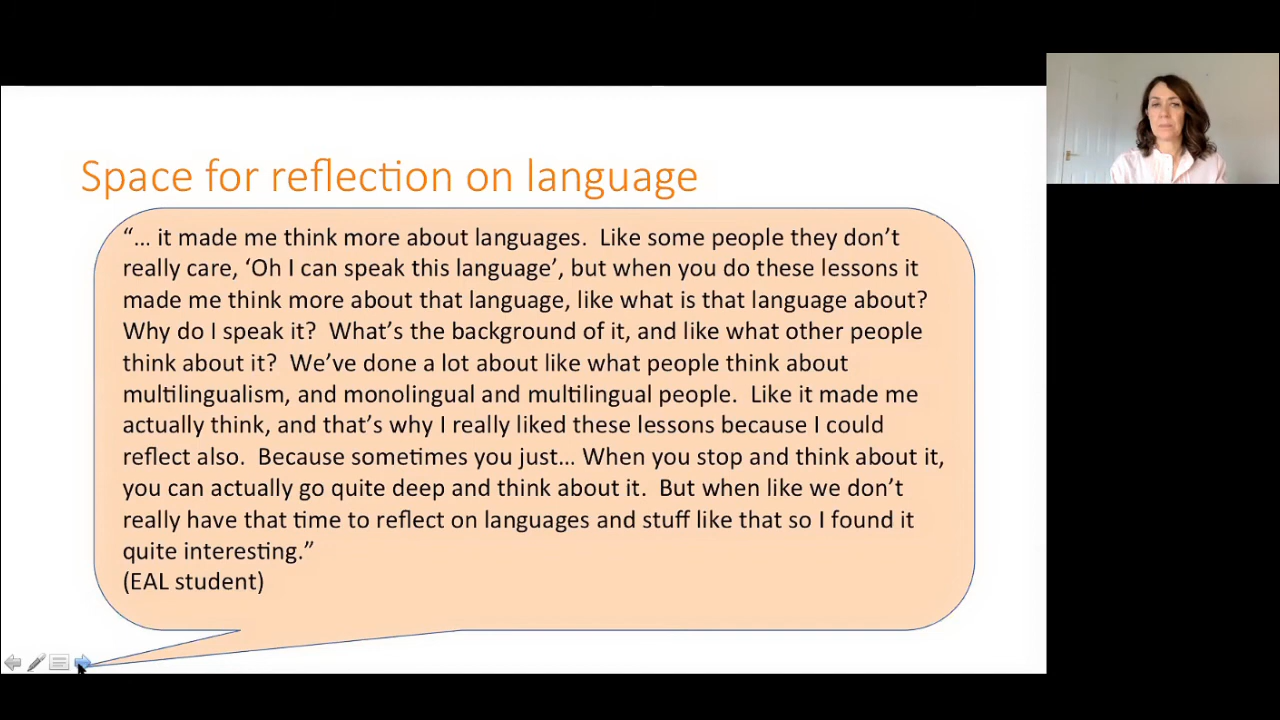 Space for reflection on language
“... it made me think more about languages.  Like some people they don’t
really care, ‘Oh I can speak this language’, but when you do these lessons it
made me think more about that language, like what is that language about?
Why do I speak it?  What’s the background of it, and like what other people
think about it?  We’ve done a lot about like what people think about
multilingualism, and monolingual and multilingual people.  Like it made me
actually think, and that’s why I really liked these lessons because I could
reflect also.  Because sometimes you just... When you stop and think about it,
you can actually go quite deep and think about it.  But when like we don’t
really have that time to reflect on languages and stuff like that so I found it
quite interesting.”
(EAL student)